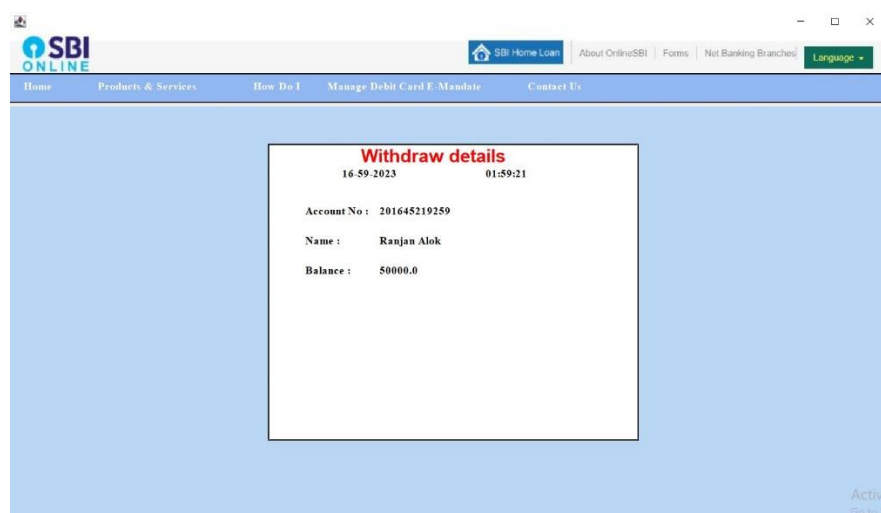 SBI
ONLINE
SBI Home Loan
About OnlineSBI
Forms
Net Banking Branches
Language
Home Products & Services How Do I Manage Debit Card E-Mandate Contact Us
Withdraw details
16-59-2023 01:59:21
Account No : 201645219259
Name : Ranjan Alok
Balance : 50000.0